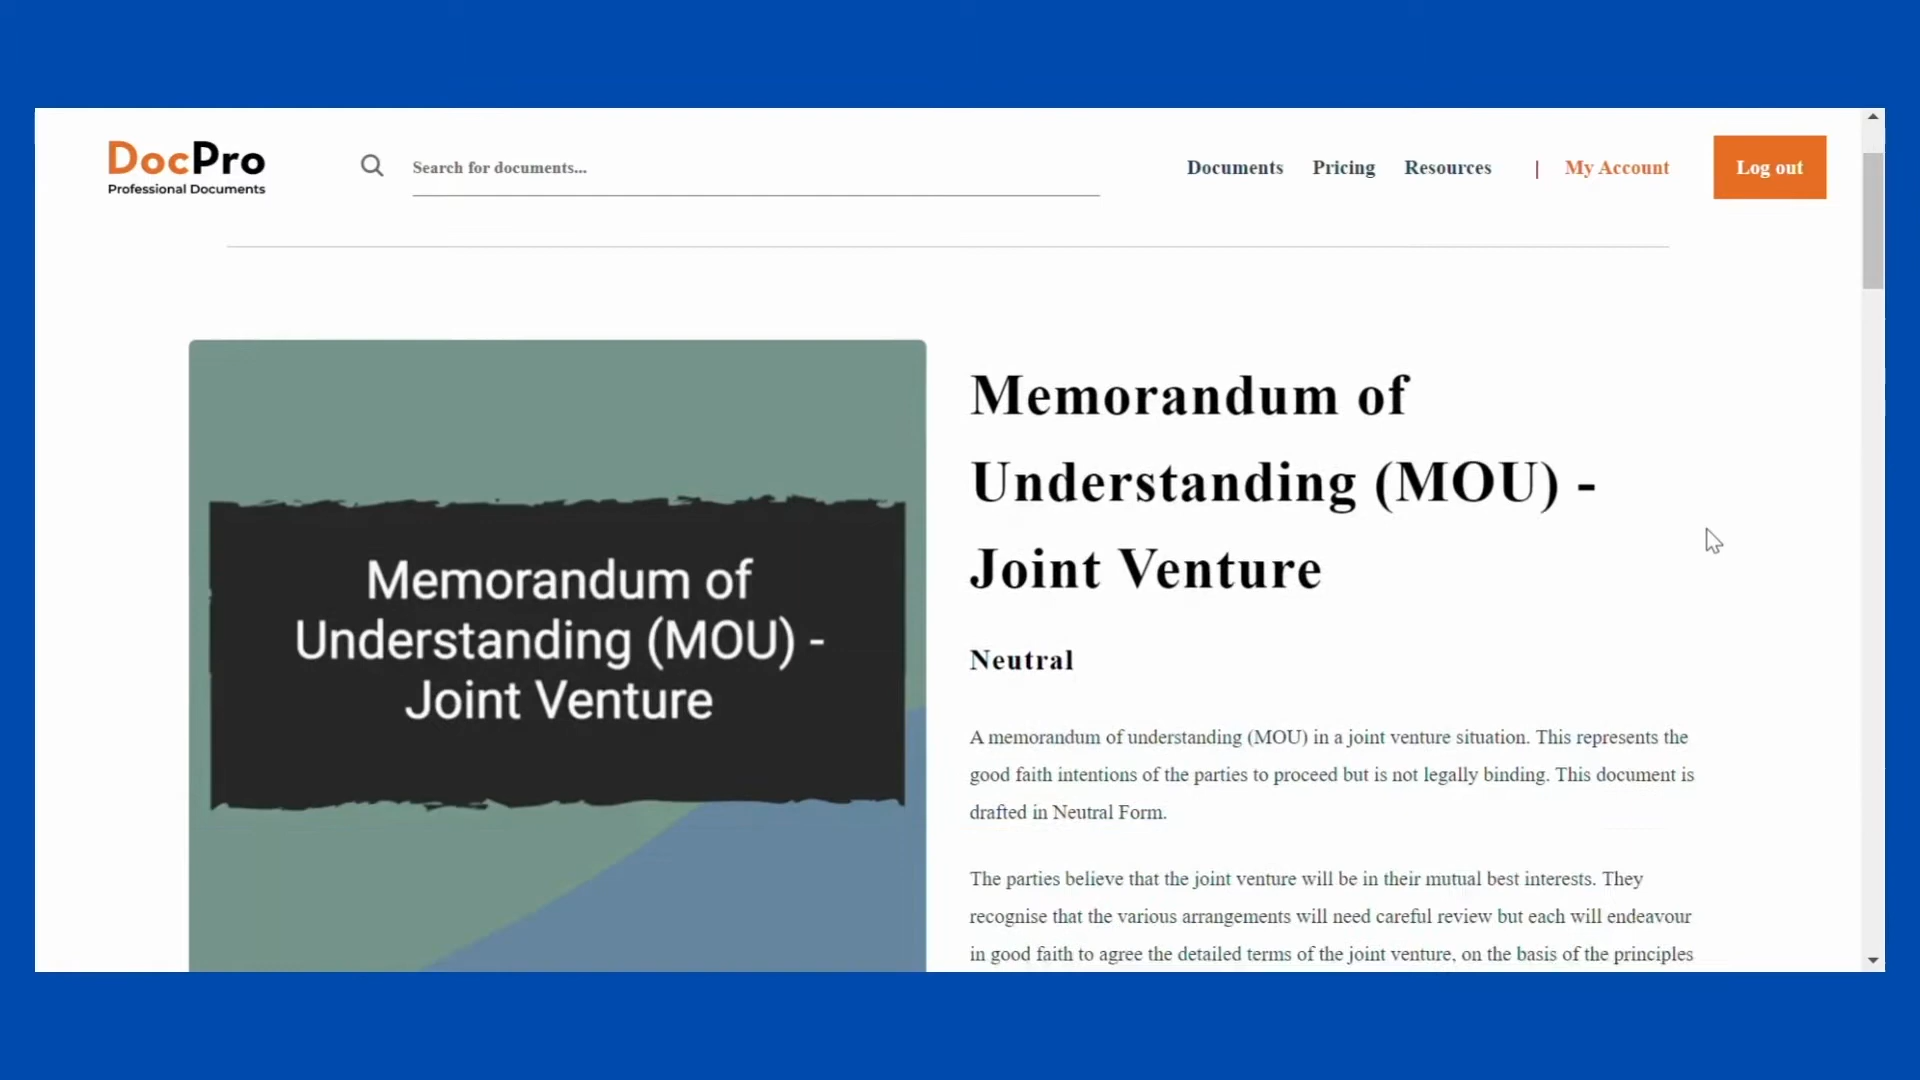 DocPro
Professional Documents
Search for documents...
Documents Pricing Resources | My Account Log out
Memorandum of
Understanding (MOU) -
Joint Venture
Memorandum of
Understanding (MOU) -
Joint Venture
Neutral
A memorandum of understanding (MOU) in a joint venture situation. This represents the
good faith intentions of the parties to proceed but is not legally binding. This document is
drafted in Neutral Form.
The parties believe that the joint venture will be in their mutual best interests. They
recognise that the various arrangements will need careful review but each will endeavour
in good faith to agree the detailed terms of the joint venture, on the basis of the principles